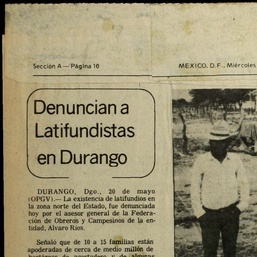 Sección A — Página 10
MEXICO, D.F., Miércoles
Denuncian a
Latifundistas
en Durango
DURANGO, Dgo., 20 de mayo
(OPGV).— La existencia de latifundios en
la zona norte del Estado, fue denunciada
hoy por el asesor general de la Federa-
ción de Obreros y Campesinos de la en-
tidad, Alvaro Ríos.
Señaló que de 10 a 15 familias están
apoderadas de cerca de medio millón de